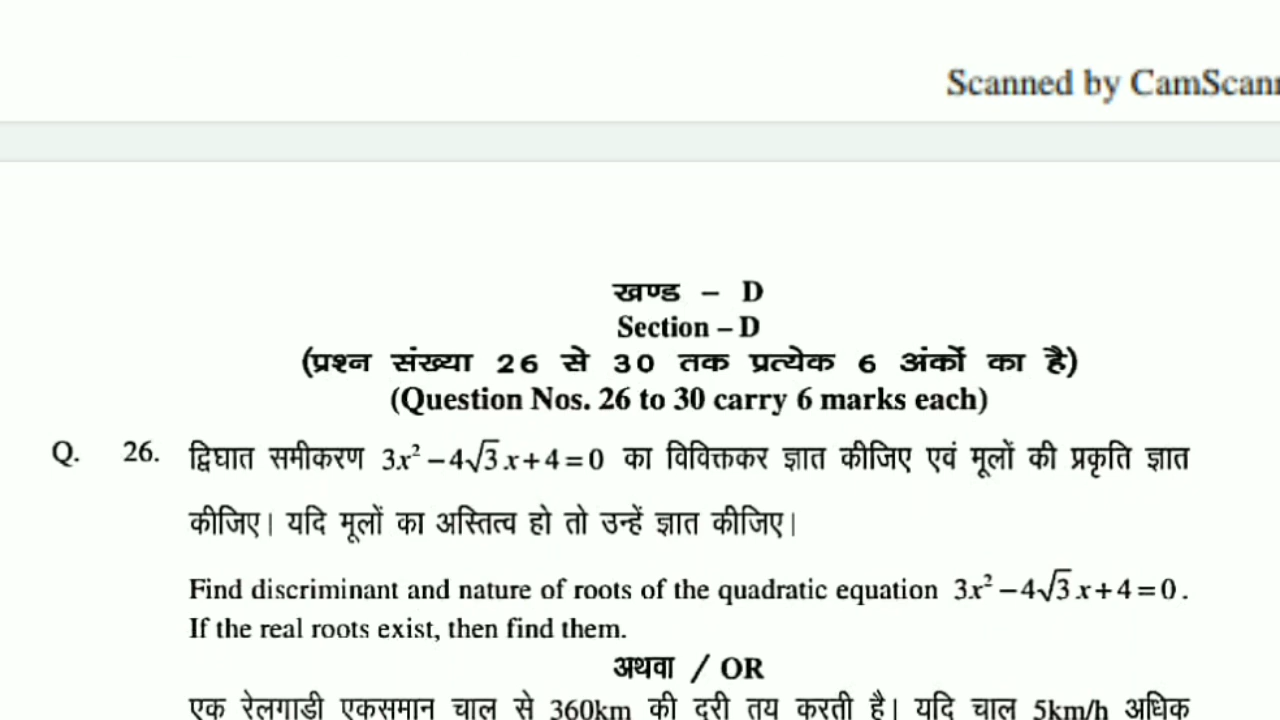 Scanned by CamScann
खण्ड – D
Section – D
(प्रश्न संख्या 26 से 30 तक प्रत्येक 6 अंकों का है)
(Question Nos. 26 to 30 carry 6 marks each)
Q. 26. द्विघात समीकरण 3x² – 4√3 x + 4 = 0 का विविक्तकर ज्ञात कीजिए एवं मूलों की प्रकृति ज्ञात
कीजिए। यदि मूलों का अस्तित्व हो तो उन्हें ज्ञात कीजिए।
Find discriminant and nature of roots of the quadratic equation 3x² – 4√3 x + 4 = 0.
If the real roots exist, then find them.
अथवा / OR
एक रेलगाडी एकसमान चाल से 360km की दूरी तय करती है। यदि चाल 5km/h अधिक